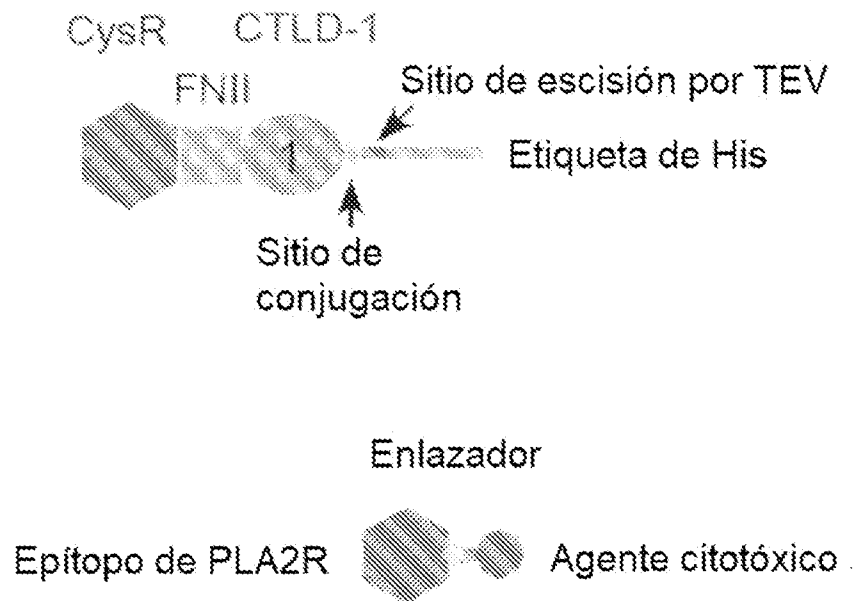 CysR CTLD-1
FNII
Sitio de escisión por TEV
1
Etiqueta de His
Sitio de
conjugación
Enlazador
Epítopo de PLA2R
Agente citotóxico